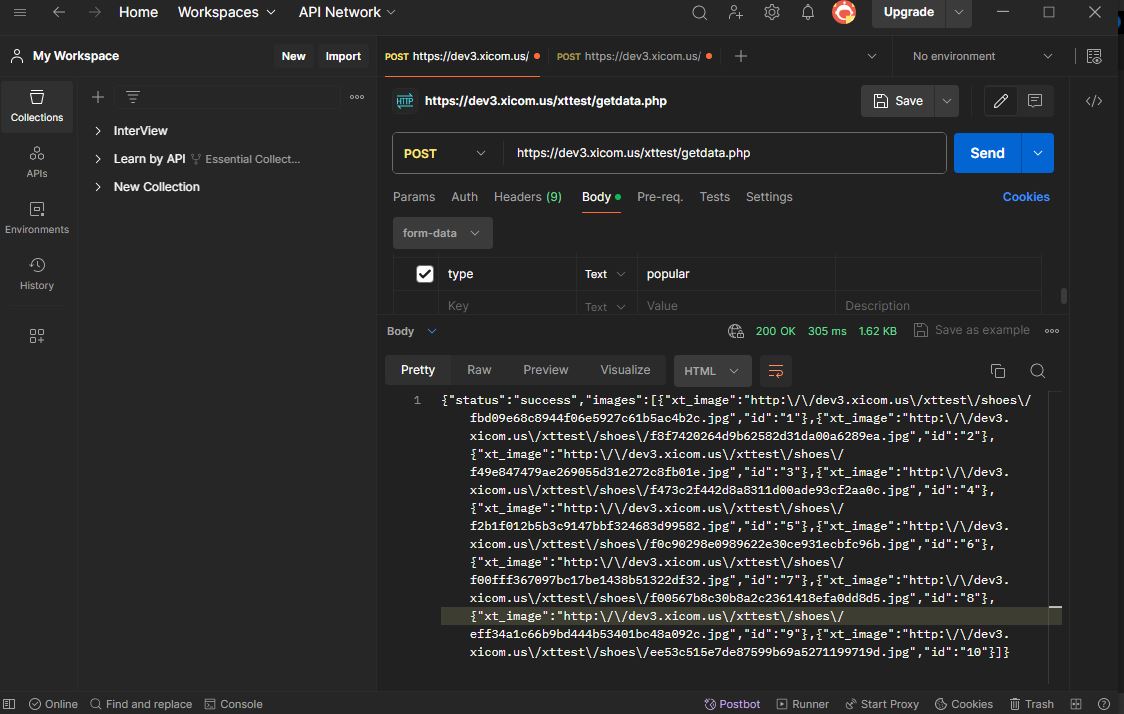 Home Workspaces API Network Upgrade
My Workspace New Import POST https://dev3.xicom.us/ POST https://dev3.xicom.us/ No environment
Collections
APIs
Environments
History
InterView
Learn by API Essential Collect...
New Collection
HTTP https://dev3.xicom.us/xttest/getdata.php Save
POST https://dev3.xicom.us/xttest/getdata.php Send
Params Auth Headers (9) Body Pre-req. Tests Settings Cookies
form-data
type Text popular
Key Text Value Description
Body 200 OK 305 ms 1.62 KB Save as example
Pretty Raw Preview Visualize HTML
1 {"status":"success","images":[{"xt_image":"http:\/\/dev3.xicom.us\/xttest\/shoes\/
fbd09e68c8944f06e5927c61b5ac4b2c.jpg","id":"1"},{"xt_image":"http:\/\/dev3.
xicom.us\/xttest\/shoes\/f8f7420264d9b62582d31da00a6289ea.jpg","id":"2"},
{"xt_image":"http:\/\/dev3.xicom.us\/xttest\/shoes\/
f49e847479ae269055d31e272c8fb01e.jpg","id":"3"},{"xt_image":"http:\/\/dev3.
xicom.us\/xttest\/shoes\/f473c2f442d8a8311d00ade93cf2aa0c.jpg","id":"4"},
{"xt_image":"http:\/\/dev3.xicom.us\/xttest\/shoes\/
f2b1f012b5b3c9147bbf324683d99582.jpg","id":"5"},{"xt_image":"http:\/\/dev3.
xicom.us\/xttest\/shoes\/f0c90298e0989622e30ce931ecbfc96b.jpg","id":"6"},
{"xt_image":"http:\/\/dev3.xicom.us\/xttest\/shoes\/
f00fff367097bc17be1438b51322df32.jpg","id":"7"},{"xt_image":"http:\/\/dev3.
xicom.us\/xttest\/shoes\/f00567b8c30b8a2c2361418efa0dd8d5.jpg","id":"8"},
{"xt_image":"http:\/\/dev3.xicom.us\/xttest\/shoes\/
eff34a1c66b9bd444b53401bc48a092c.jpg","id":"9"},{"xt_image":"http:\/\/dev3.
xicom.us\/xttest\/shoes\/ee53c515e7de87599b69a5271199719d.jpg","id":"10"}]}
Online Find and replace Console Postbot Runner Start Proxy Cookies Trash